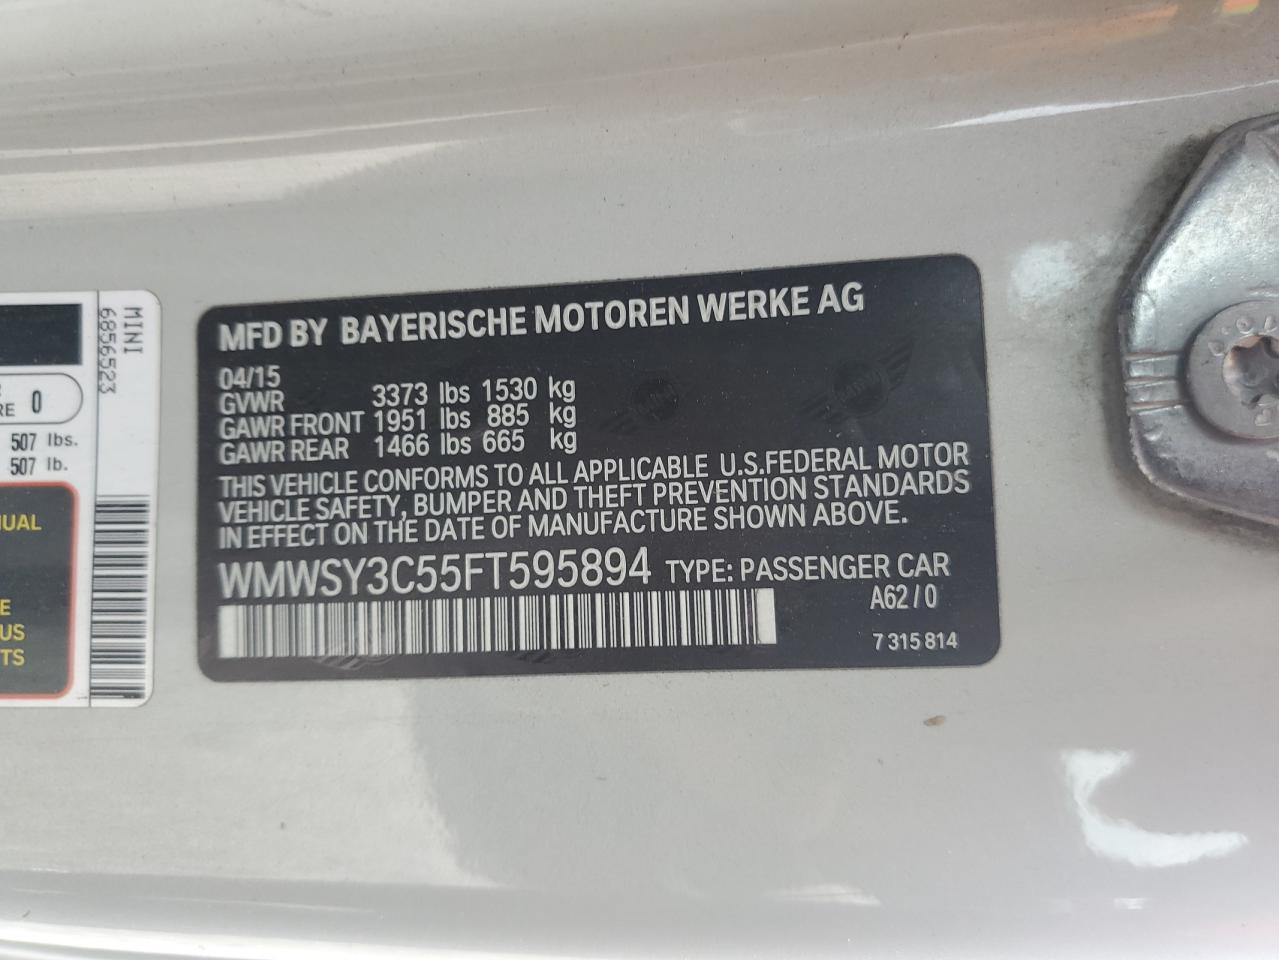 MFD BY BAYERISCHE MOTOREN WERKE AG
04/15
GVWR 3373 lbs 1530 kg
GAWR FRONT 1951 lbs 885 kg
GAWR REAR 1466 lbs 665 kg
THIS VEHICLE CONFORMS TO ALL APPLICABLE U.S.FEDERAL MOTOR
VEHICLE SAFETY, BUMPER AND THEFT PREVENTION STANDARDS
IN EFFECT ON THE DATE OF MANUFACTURE SHOWN ABOVE.
WMWSY3C55FT595894 TYPE: PASSENGER CAR
A62/0
7 315 814
MINI
6856523
RE 0
507 lbs.
507 lb.
UAL
E
US
TS